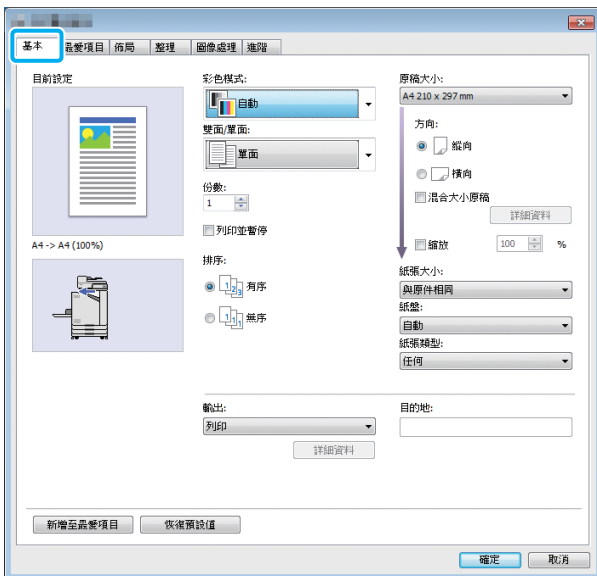 基本 最愛項目 佈局 整理 圖像處理 進階
目前設定
A4 -> A4 (100%)
彩色模式:
自動
雙面/單面:
單面
份數:
1
列印並暫停
排序:
1 2 3 有序
1 1 1 無序
原稿大小:
A4 210 x 297 mm
方向:
縱向
橫向
混合大小原稿
詳細資料
縮放 100 %
紙張大小:
與原件相同
紙盤:
自動
紙張類型:
任何
輸出:
列印
詳細資料
目的地:
新增至最愛項目 恢復預設值
確定 取消